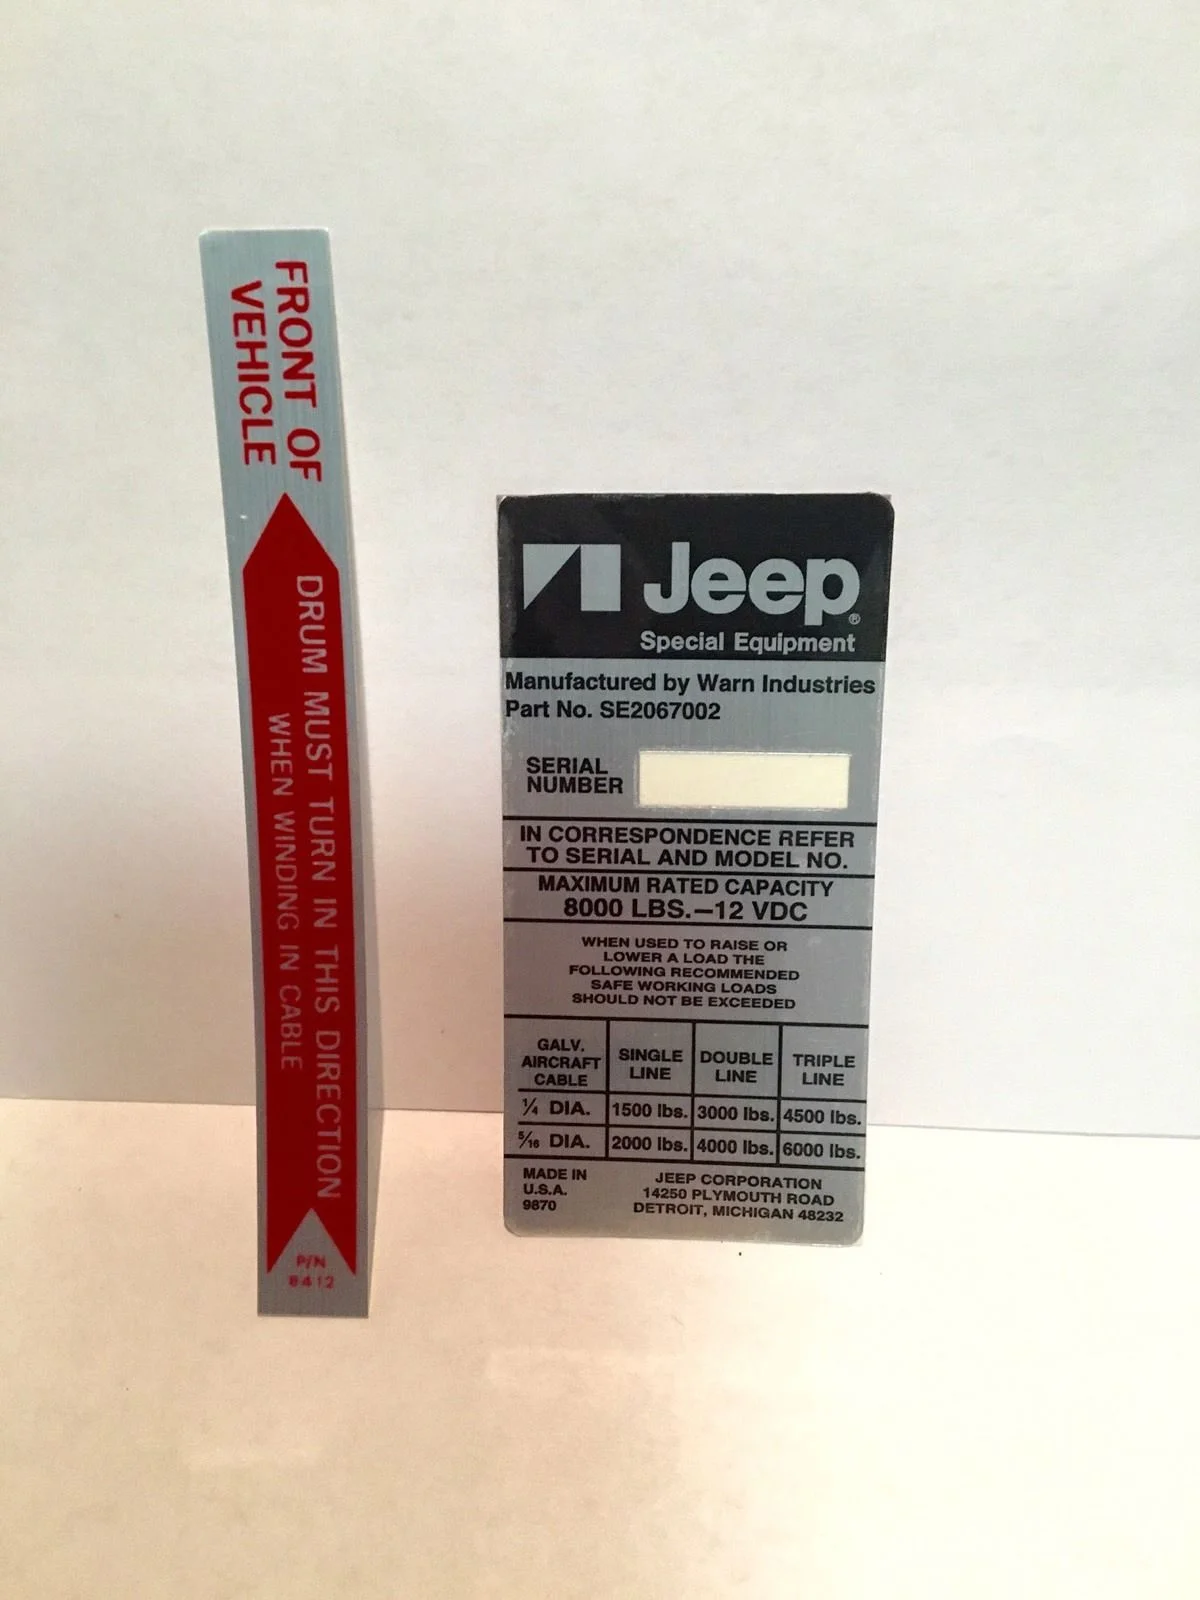 FRONT OF
VEHICLE
DRUM MUST TURN IN THIS DIRECTION
WHEN WINDING IN CABLE
P/N
8412
Jeep®
Special Equipment
Manufactured by Warn Industries
Part No. SE2067002
SERIAL
NUMBER
IN CORRESPONDENCE REFER
TO SERIAL AND MODEL NO.
MAXIMUM RATED CAPACITY
8000 LBS.—12 VDC
WHEN USED TO RAISE OR
LOWER A LOAD THE
FOLLOWING RECOMMENDED
SAFE WORKING LOADS
SHOULD NOT BE EXCEEDED
GALV.
AIRCRAFT
CABLE
SINGLE
LINE
DOUBLE
LINE
TRIPLE
LINE
1/4 DIA. 1500 lbs. 3000 lbs. 4500 lbs.
5/16 DIA. 2000 lbs. 4000 lbs. 6000 lbs.
MADE IN
U.S.A.
9870
JEEP CORPORATION
14250 PLYMOUTH ROAD
DETROIT, MICHIGAN 48232